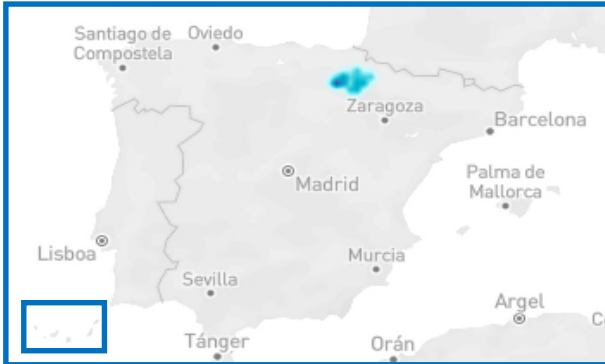 Santiago de
Compostela
Oviedo
Zaragoza
Barcelona
Madrid
Palma de
Mallorca
Lisboa
Murcia
Sevilla
Argel
Tánger
Orán
C